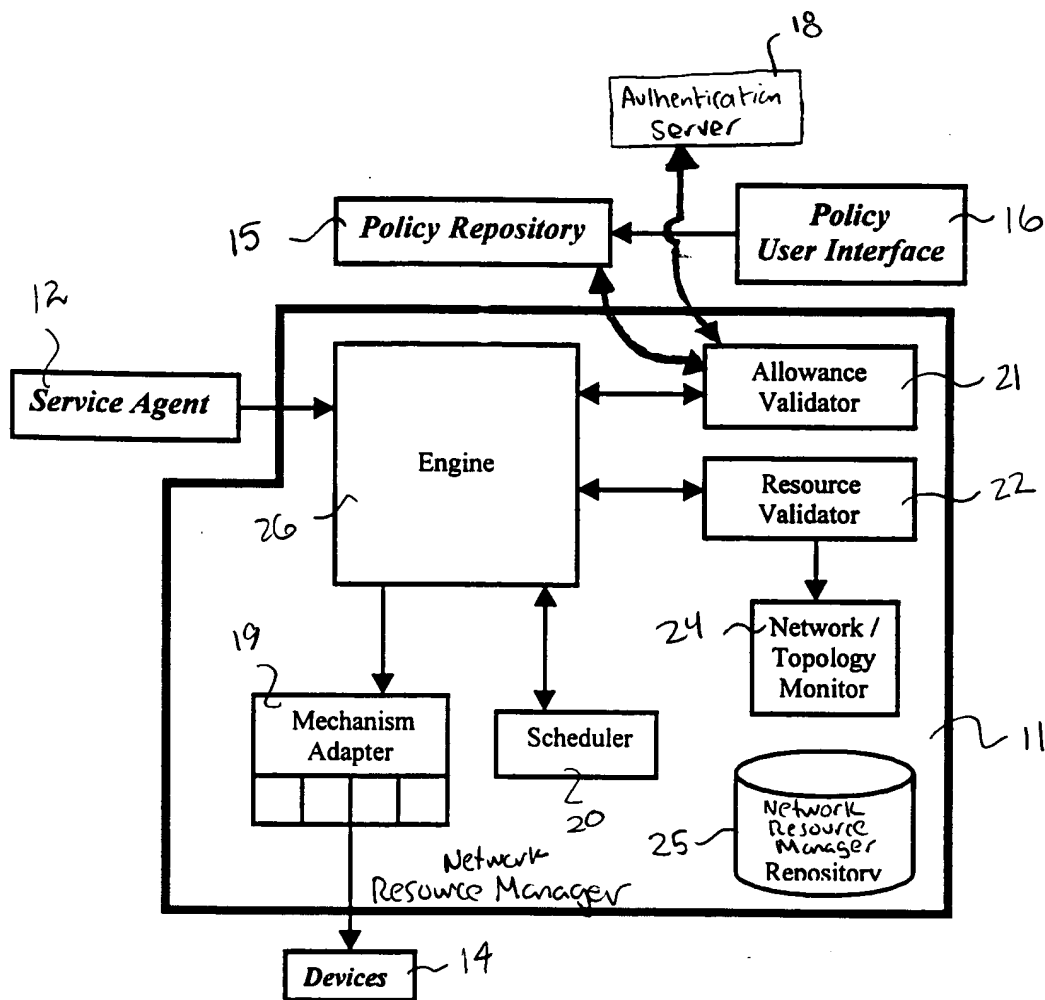 18
Authentication
Server
15
Policy Repository
Policy
User Interface
16
12
Service Agent
Engine
26
Allowance
Validator
21
Resource
Validator
22
24
Network /
Topology
Monitor
19
Mechanism
Adapter
Scheduler
20
11
25
Network
Resource
Manager
Repository
Network
Resource Manager
Devices
14